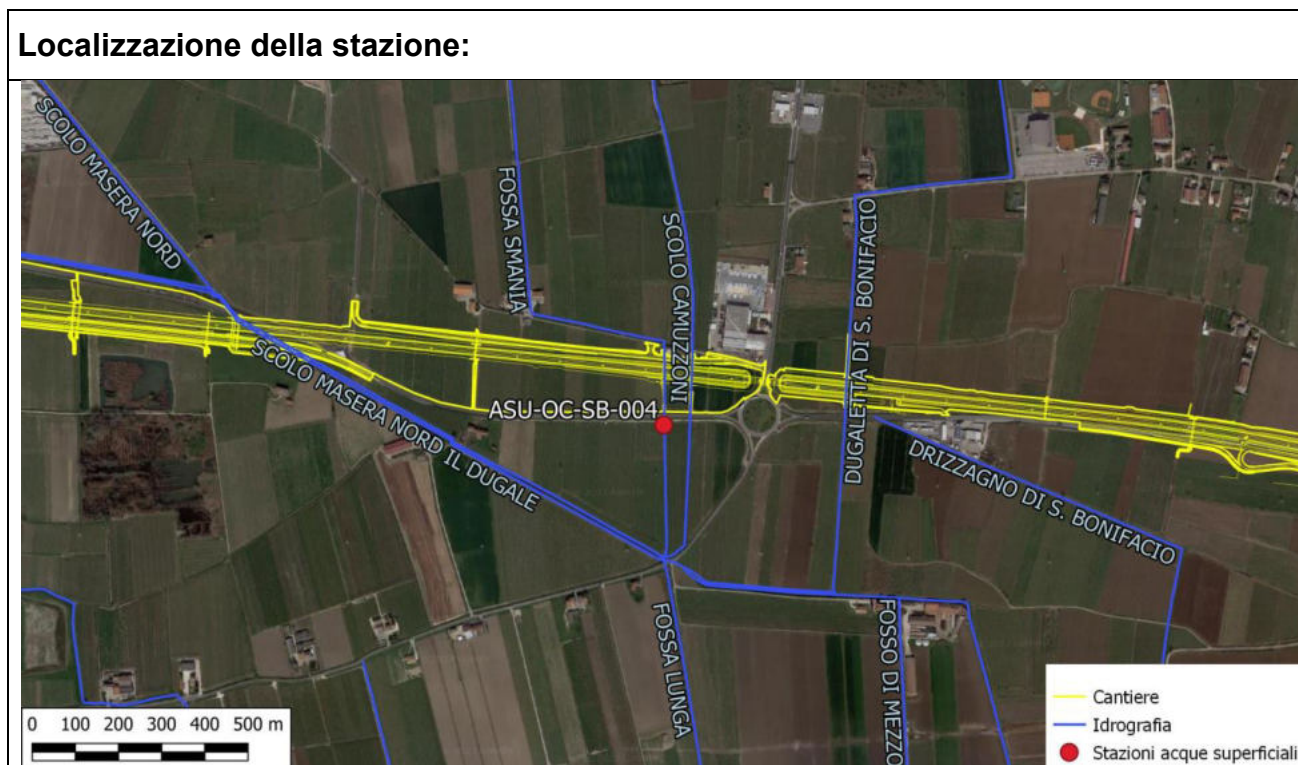 Localizzazione della stazione:
SCOLO MASERA NORD
FOSSA SMANIA
SCOLO CAMUZZONI
DUGALETTA DI S. BONIFACIO
SCOLO MASERA NORD IL DUGALE
ASU-OC-SB-004
DRIZZAGNO DI S. BONIFACIO
FOSSA LUNGA
FOSSO DI MEZZO
0 100 200 300 400 500 m
Cantiere
Idrografia
Stazioni acque superficiali